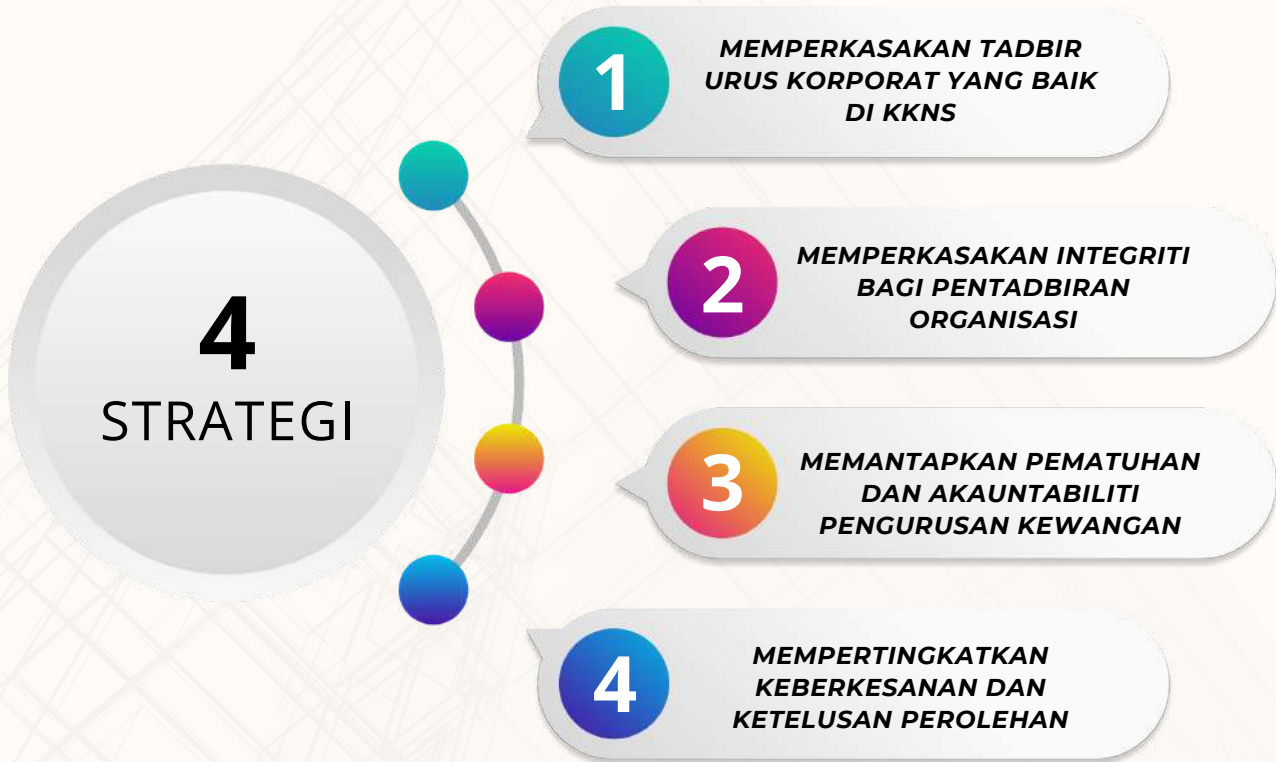 4
STRATEGI
1
MEMPERKASAKAN TADBIR
URUS KORPORAT YANG BAIK
DI KKNS
2
MEMPERKASAKAN INTEGRITI
BAGI PENTADBIRAN
ORGANISASI
3
MEMANTAPKAN PEMATUHAN
DAN AKAUNTABILITI
PENGURUSAN KEWANGAN
4
MEMPERTINGKATKAN
KEBERKESANAN DAN
KETELUSAN PEROLEHAN